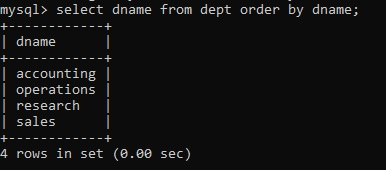 mysql> select dname from dept order by dname;
+------------+
| dname      |
+------------+
| accounting |
| operations |
| research   |
| sales      |
+------------+
4 rows in set (0.00 sec)